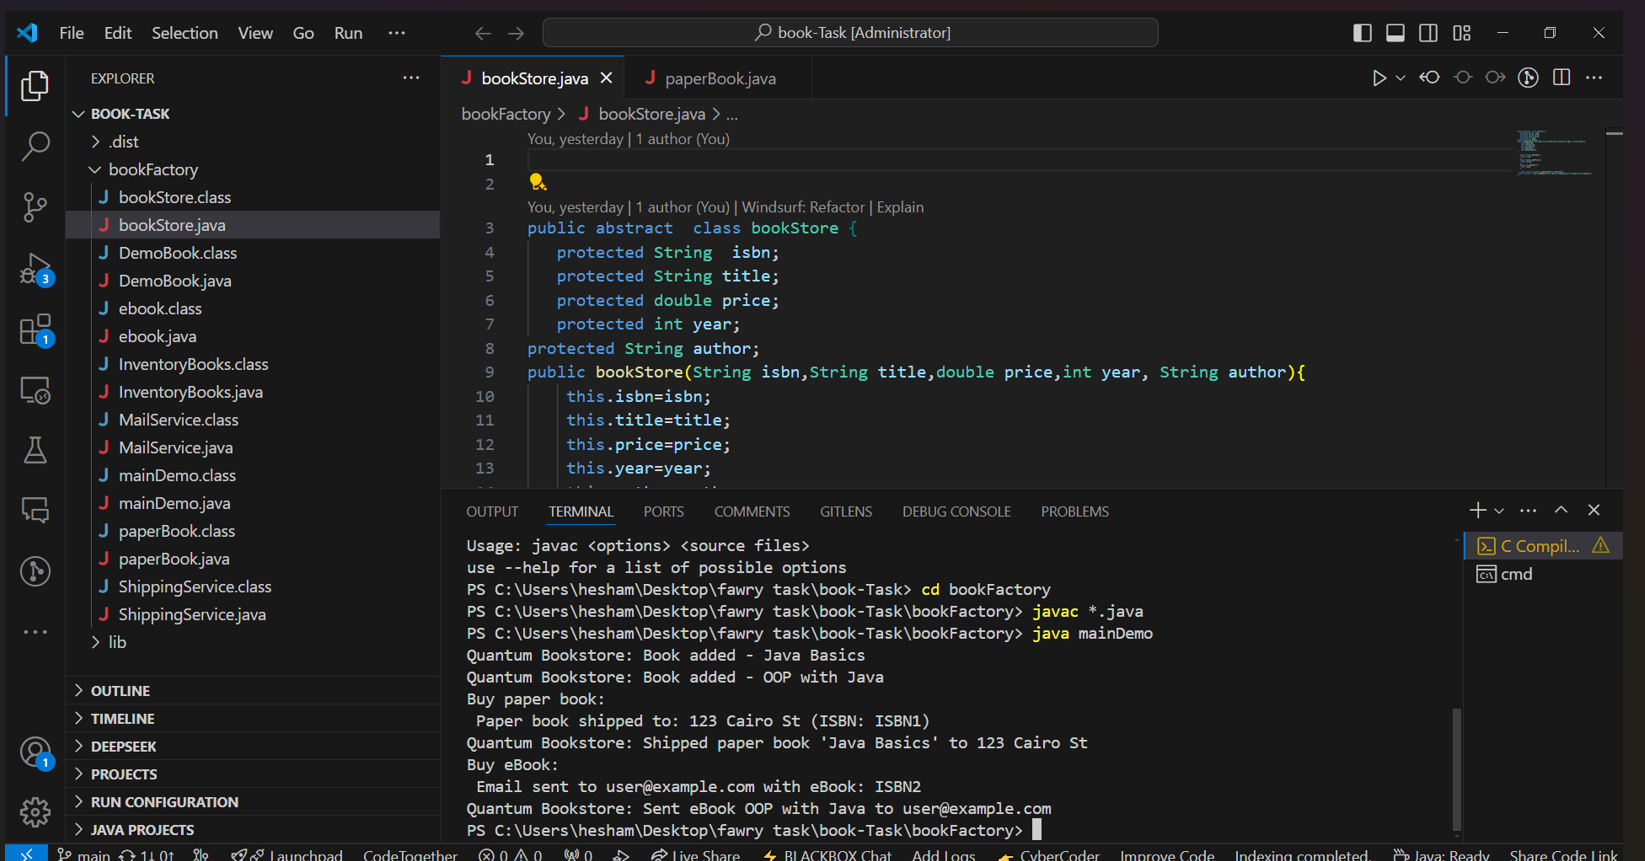 File Edit Selection View Go Run ···
book-Task [Administrator]
EXPLORER ···
BOOK-TASK
.dist
bookFactory
bookStore.class
bookStore.java
DemoBook.class
DemoBook.java
ebook.class
ebook.java
InventoryBooks.class
InventoryBooks.java
MailService.class
MailService.java
mainDemo.class
mainDemo.java
paperBook.class
paperBook.java
ShippingService.class
ShippingService.java
lib
OUTLINE
TIMELINE
DEEPSEEK
PROJECTS
RUN CONFIGURATION
JAVA PROJECTS
3
1
1
bookStore.java paperBook.java
bookFactory > bookStore.java > ...
You, yesterday | 1 author (You)
1
2
You, yesterday | 1 author (You) | Windsurf: Refactor | Explain
3 public abstract  class bookStore {
4 protected String  isbn;
5 protected String title;
6 protected double price;
7 protected int year;
8 protected String author;
9 public bookStore(String isbn,String title,double price,int year, String author){
10 this.isbn=isbn;
11 this.title=title;
12 this.price=price;
13 this.year=year;
OUTPUT TERMINAL PORTS COMMENTS GITLENS DEBUG CONSOLE PROBLEMS
Usage: javac <options> <source files>
use --help for a list of possible options
PS C:\Users\hesham\Desktop\fawry task\book-Task> cd bookFactory
PS C:\Users\hesham\Desktop\fawry task\book-Task\bookFactory> javac *.java
PS C:\Users\hesham\Desktop\fawry task\book-Task\bookFactory> java mainDemo
Quantum Bookstore: Book added - Java Basics
Quantum Bookstore: Book added - OOP with Java
Buy paper book:
Paper book shipped to: 123 Cairo St (ISBN: ISBN1)
Quantum Bookstore: Shipped paper book 'Java Basics' to 123 Cairo St
Buy eBook:
Email sent to user@example.com with eBook: ISBN2
Quantum Bookstore: Sent eBook OOP with Java to user@example.com
PS C:\Users\hesham\Desktop\fawry task\book-Task\bookFactory>
C Compil...
cmd
main 1↓ 0↑ Launchpad CodeTogether 0 0 0 Live Share BLACKBOX Chat Add Logs CyberCoder Improve Code Indexing completed. Java: Ready Share Code Link